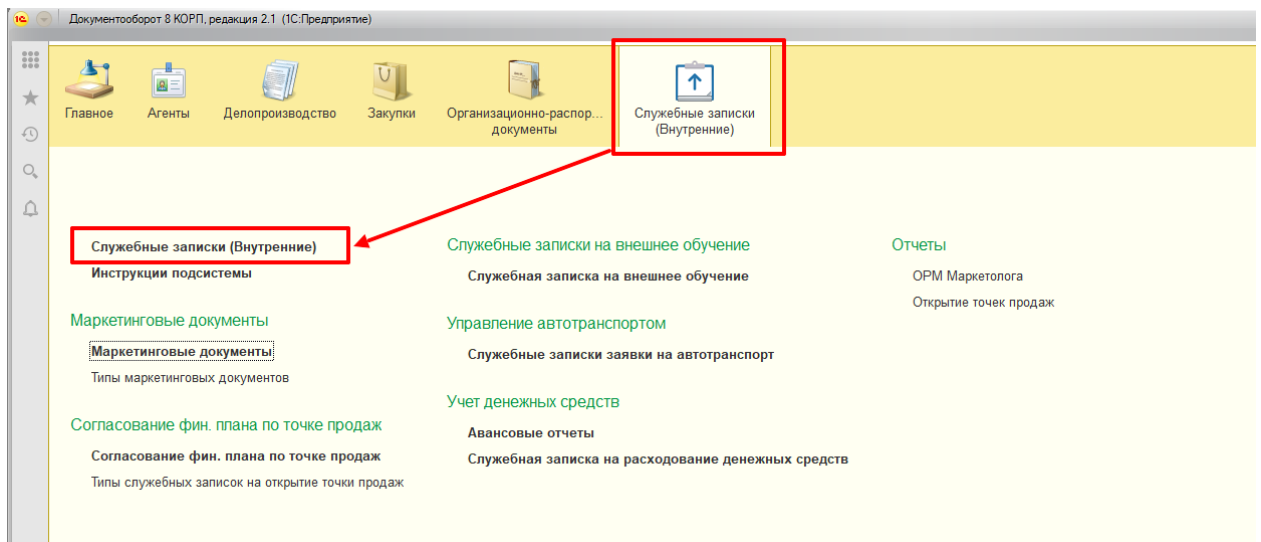 1С Документооборот 8 КОРП, редакция 2.1 (1С:Предприятие)
Главное
Агенты
Делопроизводство
Закупки
Организационно-распор...
документы
Служебные записки
(Внутренние)
Служебные записки (Внутренние)
Инструкции подсистемы
Маркетинговые документы
Маркетинговые документы
Типы маркетинговых документов
Согласование фин. плана по точке продаж
Согласование фин. плана по точке продаж
Типы служебных записок на открытие точки продаж
Служебные записки на внешнее обучение
Служебная записка на внешнее обучение
Управление автотранспортом
Служебные записки заявки на автотранспорт
Учет денежных средств
Авансовые отчеты
Служебная записка на расходование денежных средств
Отчеты
ОРМ Маркетолога
Открытие точек продаж